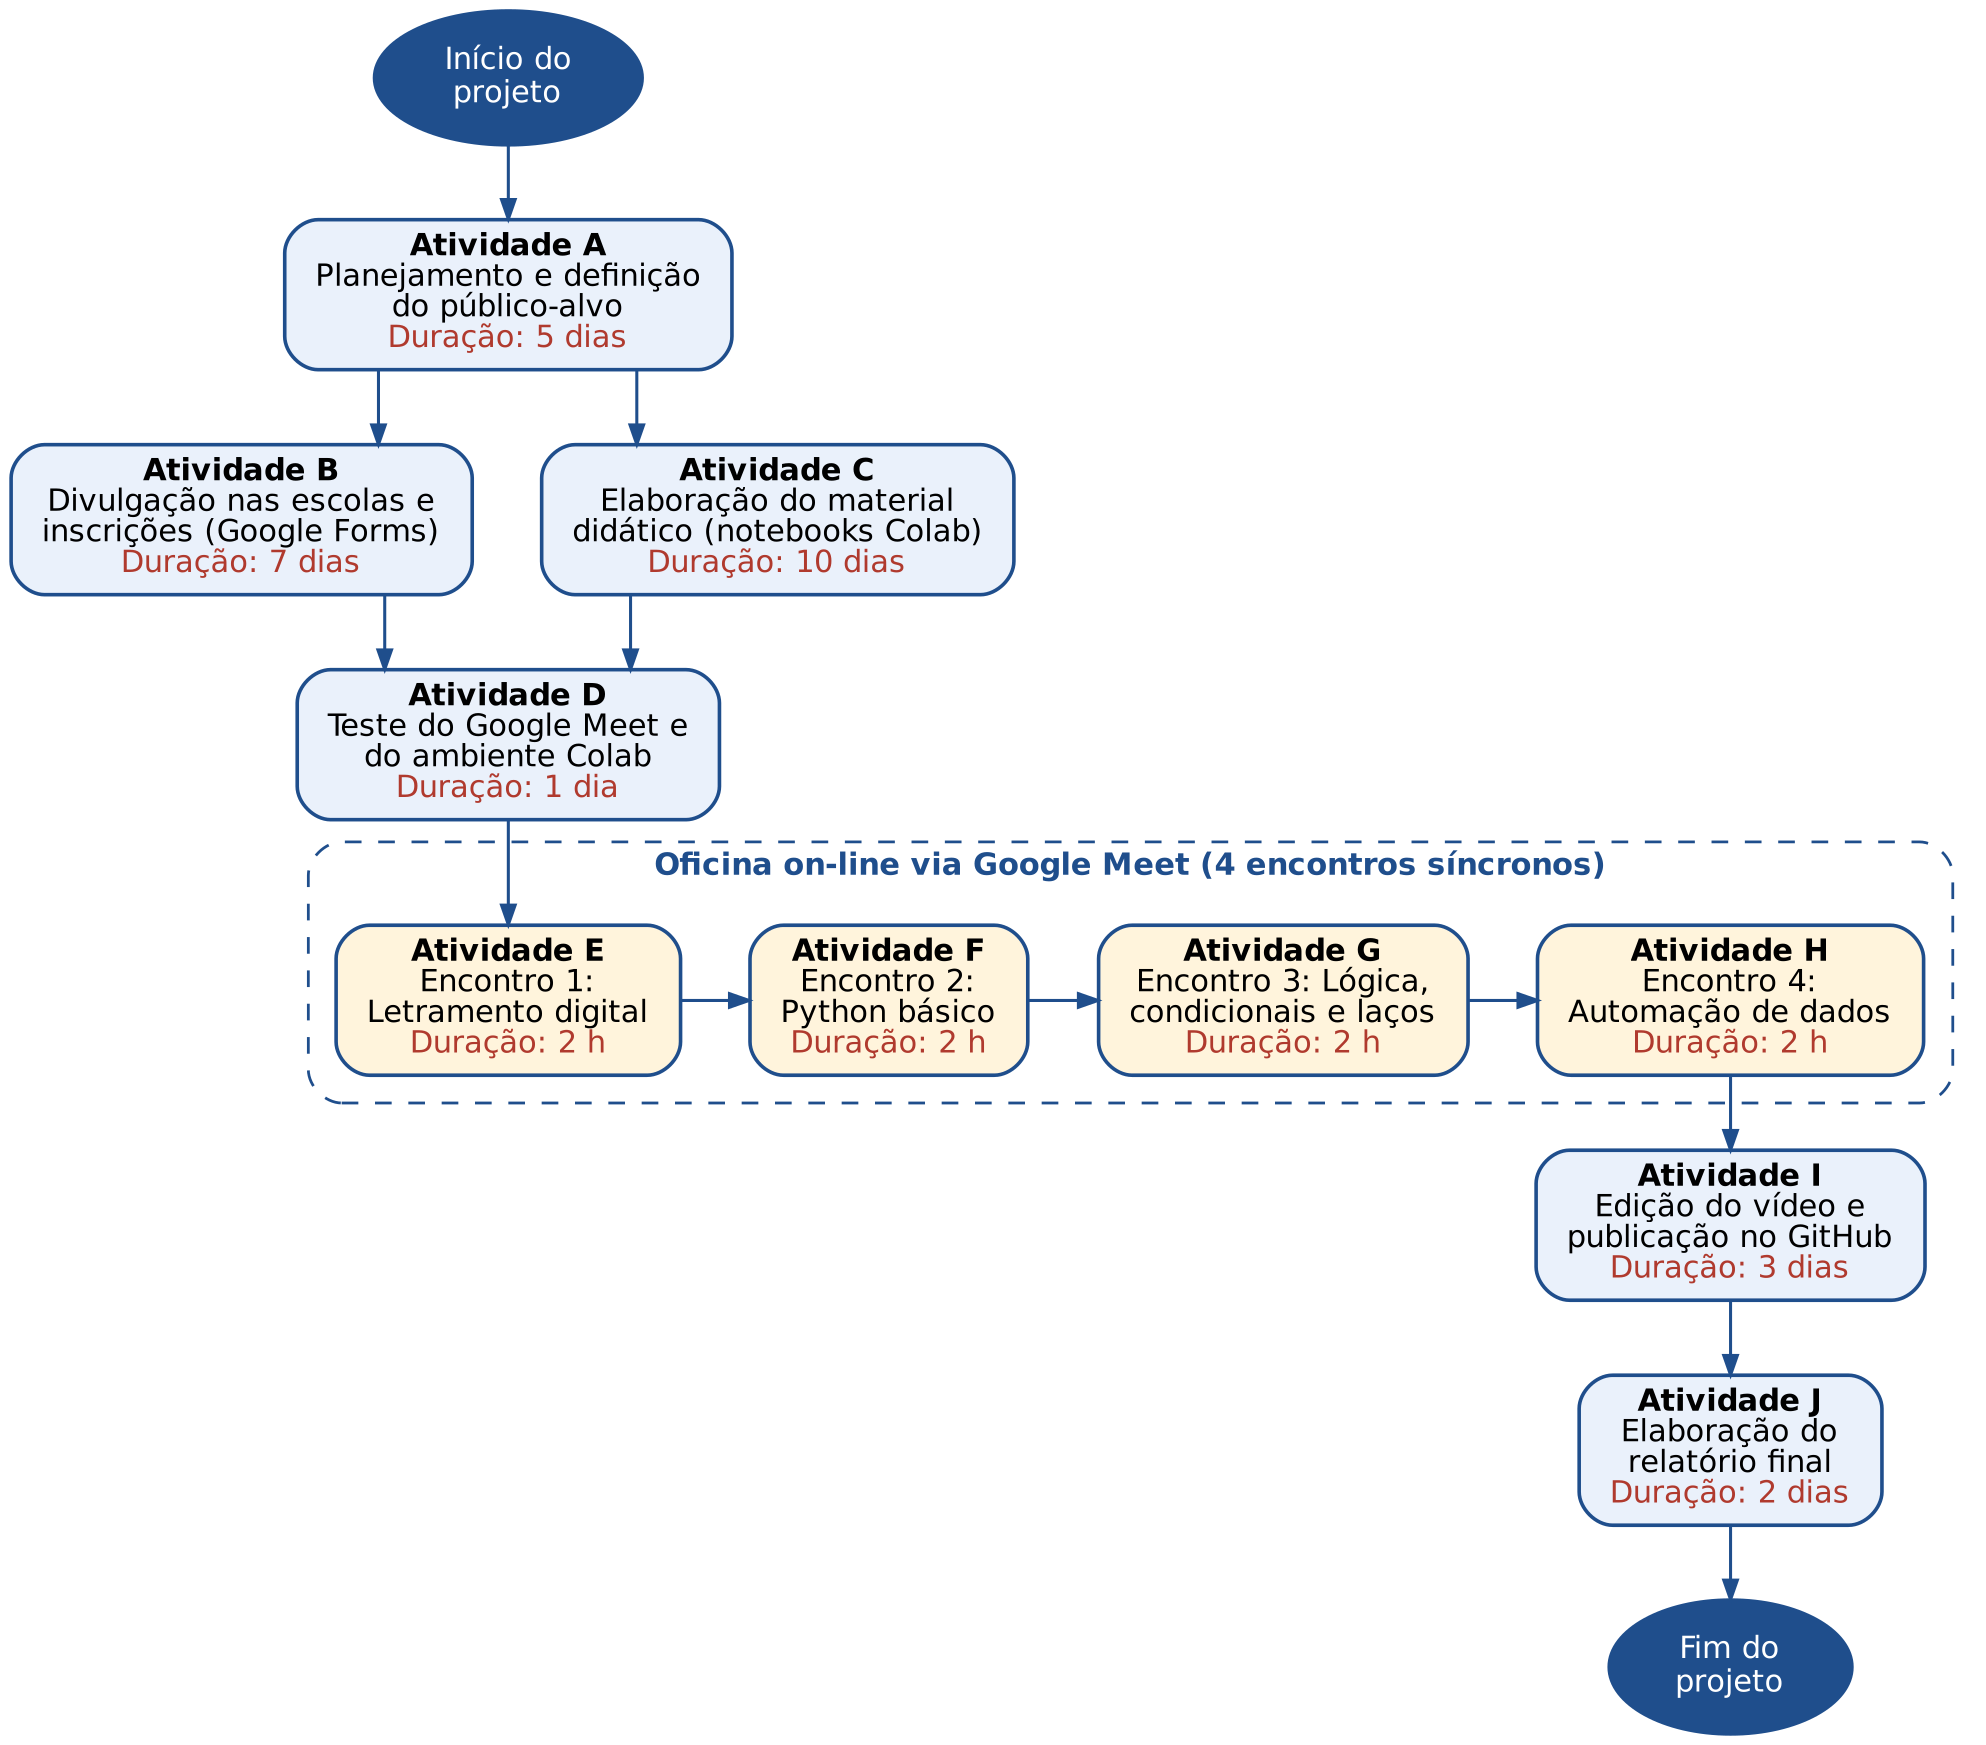 Início do
projeto
Atividade A
Planejamento e definição
do público-alvo
Duração: 5 dias
Atividade B
Divulgação nas escolas e
inscrições (Google Forms)
Duração: 7 dias
Atividade C
Elaboração do material
didático (notebooks Colab)
Duração: 10 dias
Atividade D
Teste do Google Meet e
do ambiente Colab
Duração: 1 dia
Oficina on-line via Google Meet (4 encontros síncronos)
Atividade E
Encontro 1:
Letramento digital
Duração: 2 h
Atividade F
Encontro 2:
Python básico
Duração: 2 h
Atividade G
Encontro 3: Lógica,
condicionais e laços
Duração: 2 h
Atividade H
Encontro 4:
Automação de dados
Duração: 2 h
Atividade I
Edição do vídeo e
publicação no GitHub
Duração: 3 dias
Atividade J
Elaboração do
relatório final
Duração: 2 dias
Fim do
projeto